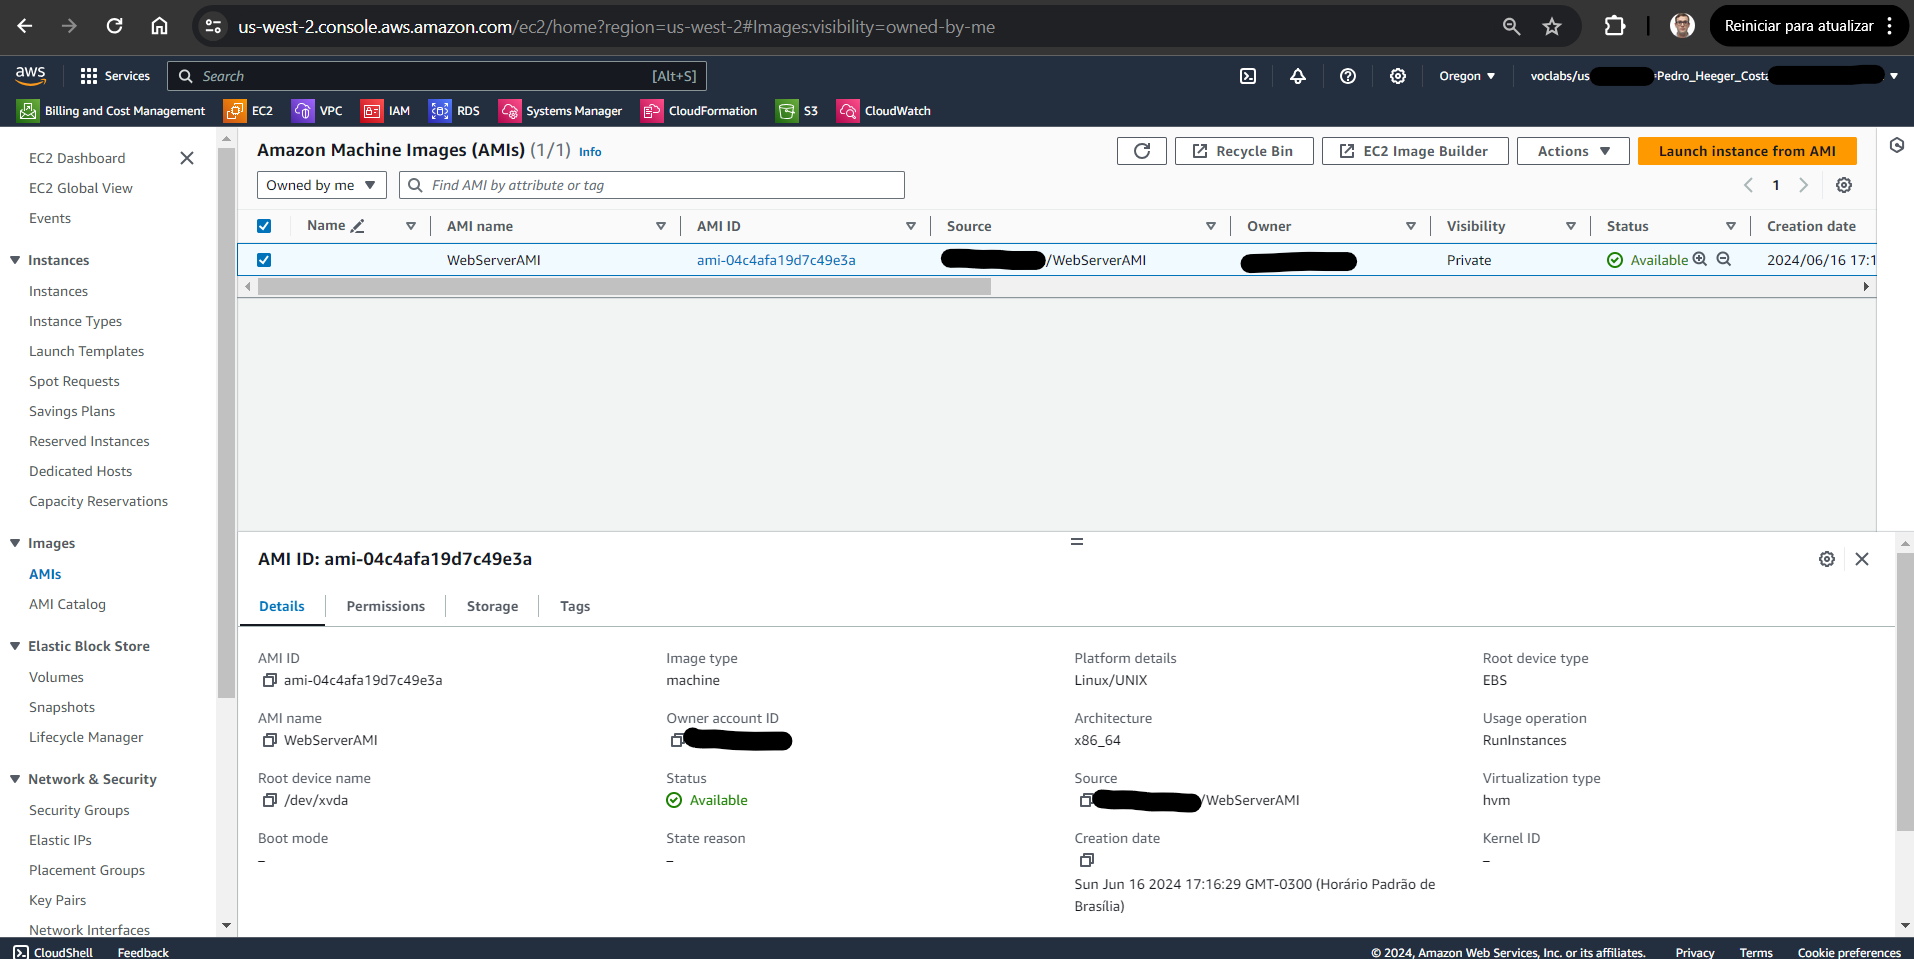 us-west-2.console.aws.amazon.com/ec2/home?region=us-west-2#Images:visibility=owned-by-me
Reiniciar para atualizar
aws
Services
Search
[Alt+S]
Oregon
voclabs/us
Pedro_Heeger_Costa
Billing and Cost Management
EC2
VPC
IAM
RDS
Systems Manager
CloudFormation
S3
CloudWatch
EC2 Dashboard
EC2 Global View
Events
Instances
Instances
Instance Types
Launch Templates
Spot Requests
Savings Plans
Reserved Instances
Dedicated Hosts
Capacity Reservations
Images
AMIs
AMI Catalog
Elastic Block Store
Volumes
Snapshots
Lifecycle Manager
Network & Security
Security Groups
Elastic IPs
Placement Groups
Key Pairs
Network Interfaces
Amazon Machine Images (AMIs) (1/1) Info
Recycle Bin
EC2 Image Builder
Actions
Launch instance from AMI
Owned by me
Find AMI by attribute or tag
1
Name
AMI name
AMI ID
Source
Owner
Visibility
Status
Creation date
WebServerAMI
ami-04c4afa19d7c49e3a
/WebServerAMI
Private
Available
2024/06/16 17:1
AMI ID: ami-04c4afa19d7c49e3a
Details
Permissions
Storage
Tags
AMI ID
ami-04c4afa19d7c49e3a
Image type
machine
Platform details
Linux/UNIX
Root device type
EBS
AMI name
WebServerAMI
Owner account ID
Architecture
x86_64
Usage operation
RunInstances
Root device name
/dev/xvda
Status
Available
Source
/WebServerAMI
Virtualization type
hvm
Boot mode
–
State reason
–
Creation date
Sun Jun 16 2024 17:16:29 GMT-0300 (Horário Padrão de
Brasília)
Kernel ID
–
CloudShell
Feedback
© 2024, Amazon Web Services, Inc. or its affiliates.
Privacy
Terms
Cookie preferences